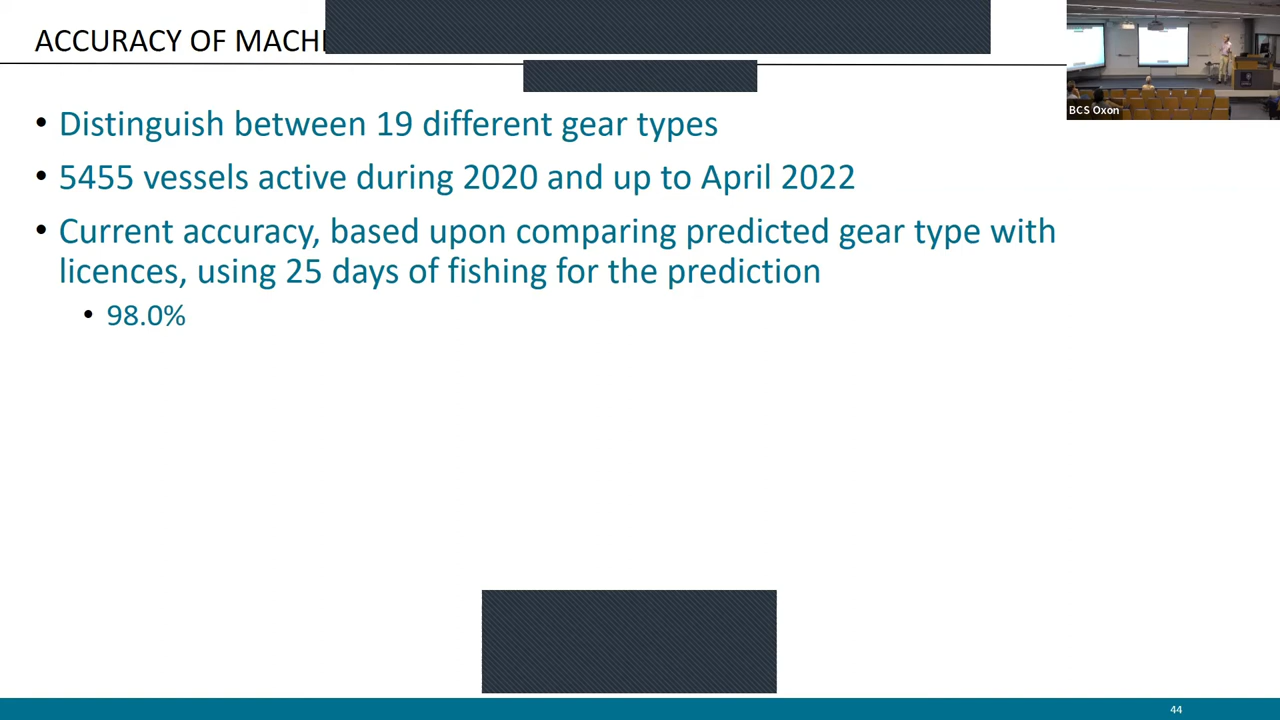 ACCURACY OF
BCS Oxon
• Distinguish between 19 different gear types
• 5455 vessels active during 2020 and up to April 2022
• Current accuracy, based upon comparing predicted gear type with
licences, using 25 days of fishing for the prediction
• 98.0%
44